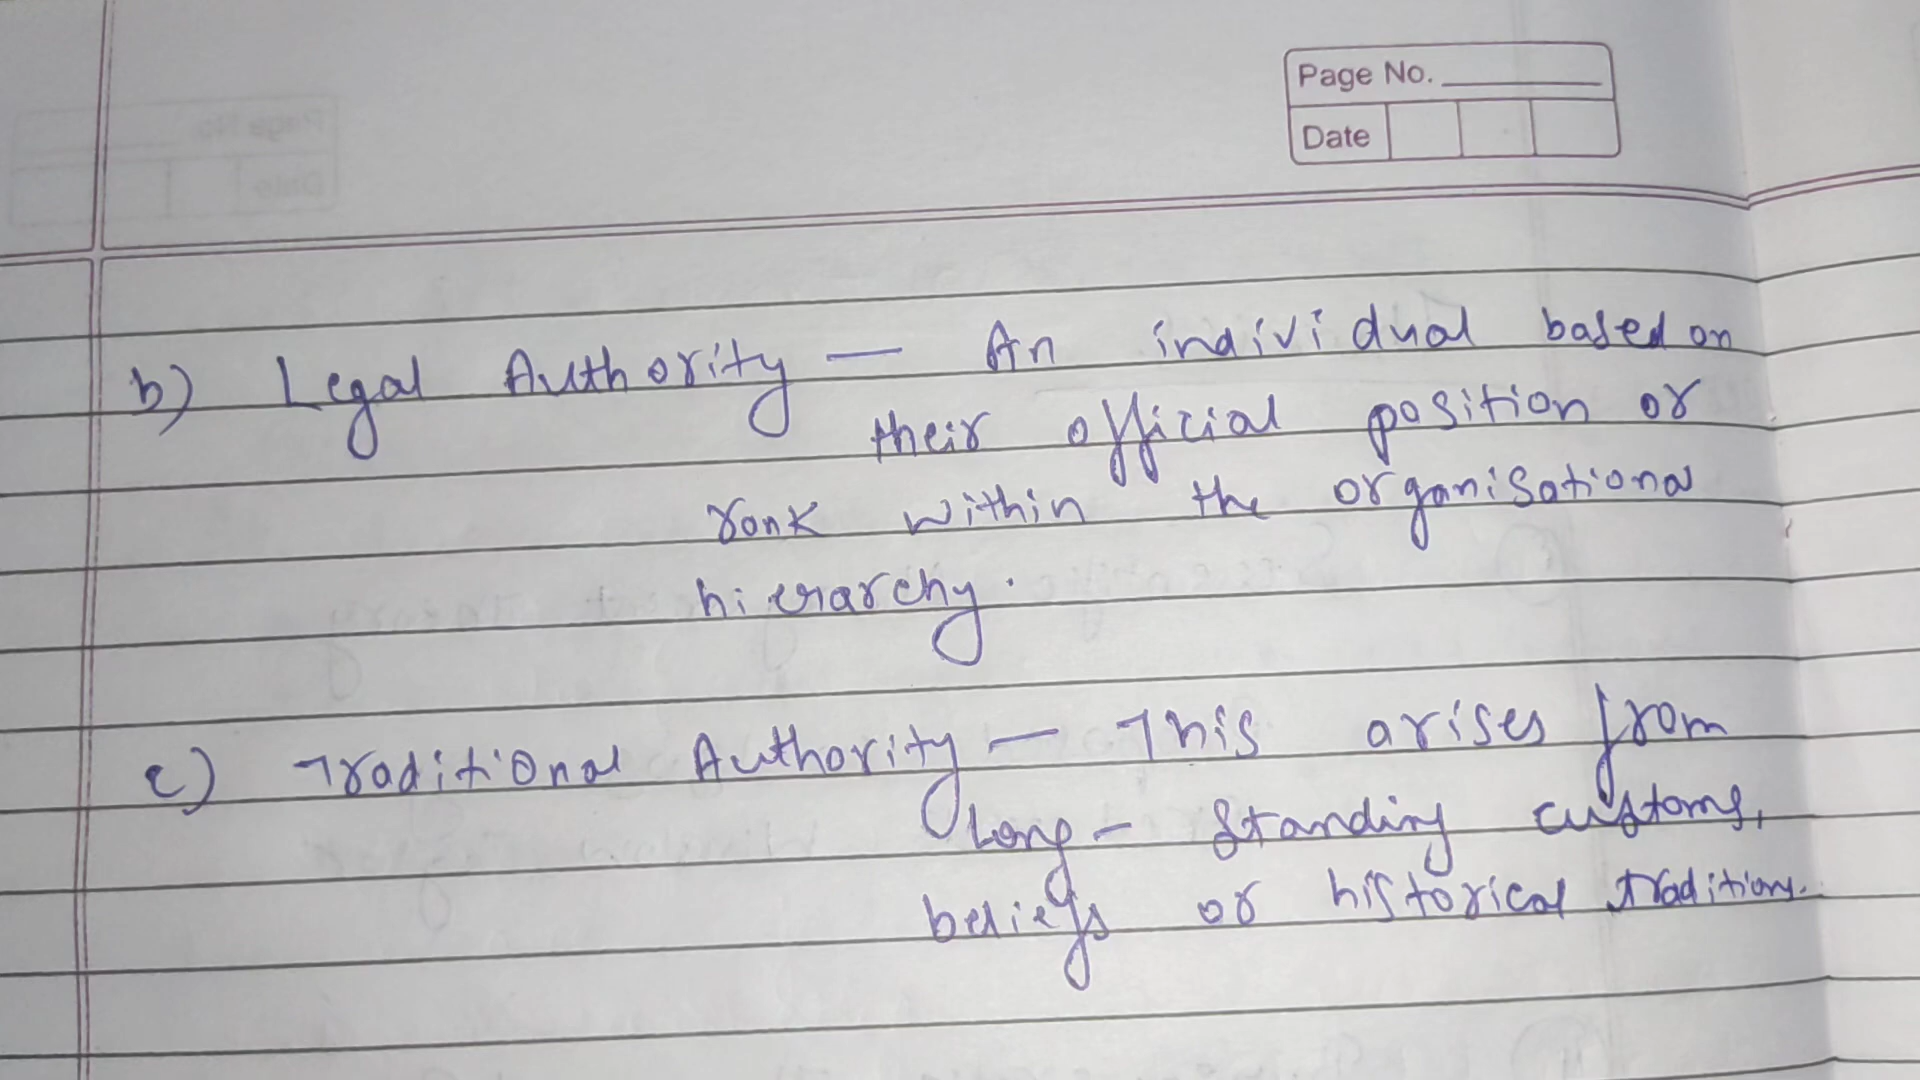 Page No.
Date
b) Legal Authority — An individual based on
their official position or
rank within the organisational
hierarchy.
c) Traditional Authority — This arises from
Long - standing customs,
beliefs or historical traditions.